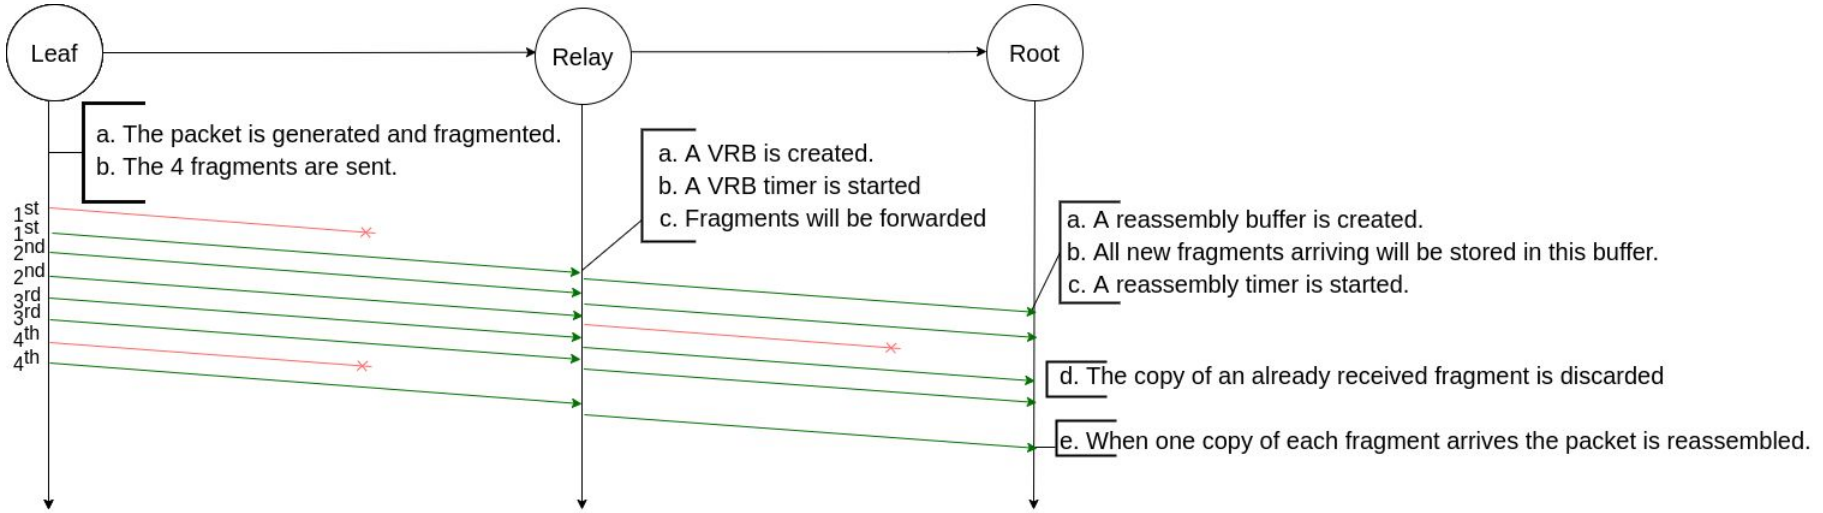 Leaf
Relay
Root
a. The packet is generated and fragmented.
b. The 4 fragments are sent.
a. A VRB is created.
b. A VRB timer is started
c. Fragments will be forwarded
1st
1st
2nd
2nd
3rd
3rd
4th
4th
a. A reassembly buffer is created.
b. All new fragments arriving will be stored in this buffer.
c. A reassembly timer is started.
d. The copy of an already received fragment is discarded
e. When one copy of each fragment arrives the packet is reassembled.